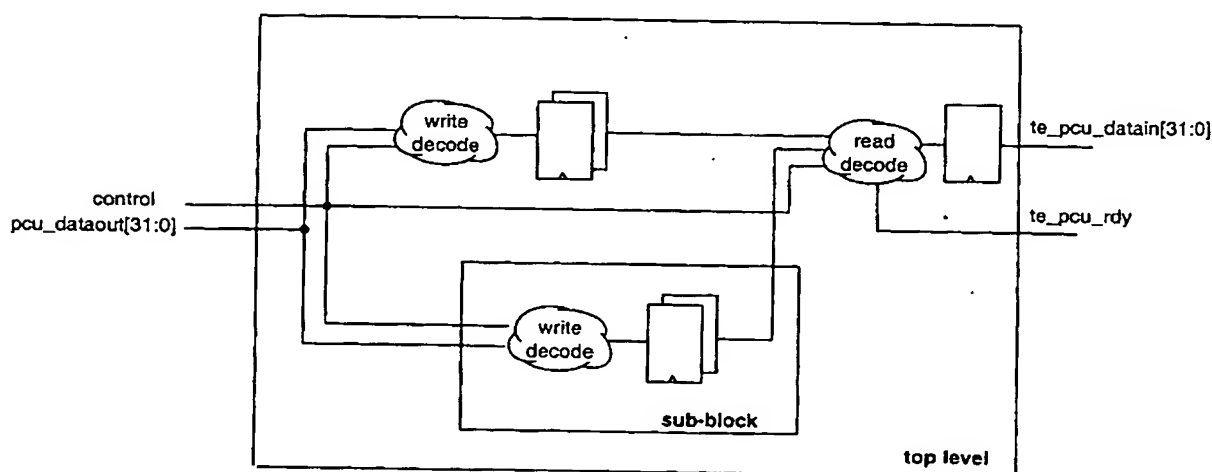 write
decode
read
decode
te_pcu_datain[31:0]
control
pcu_dataout[31:0]
te_pcu_rdy
write
decode
sub-block
top level